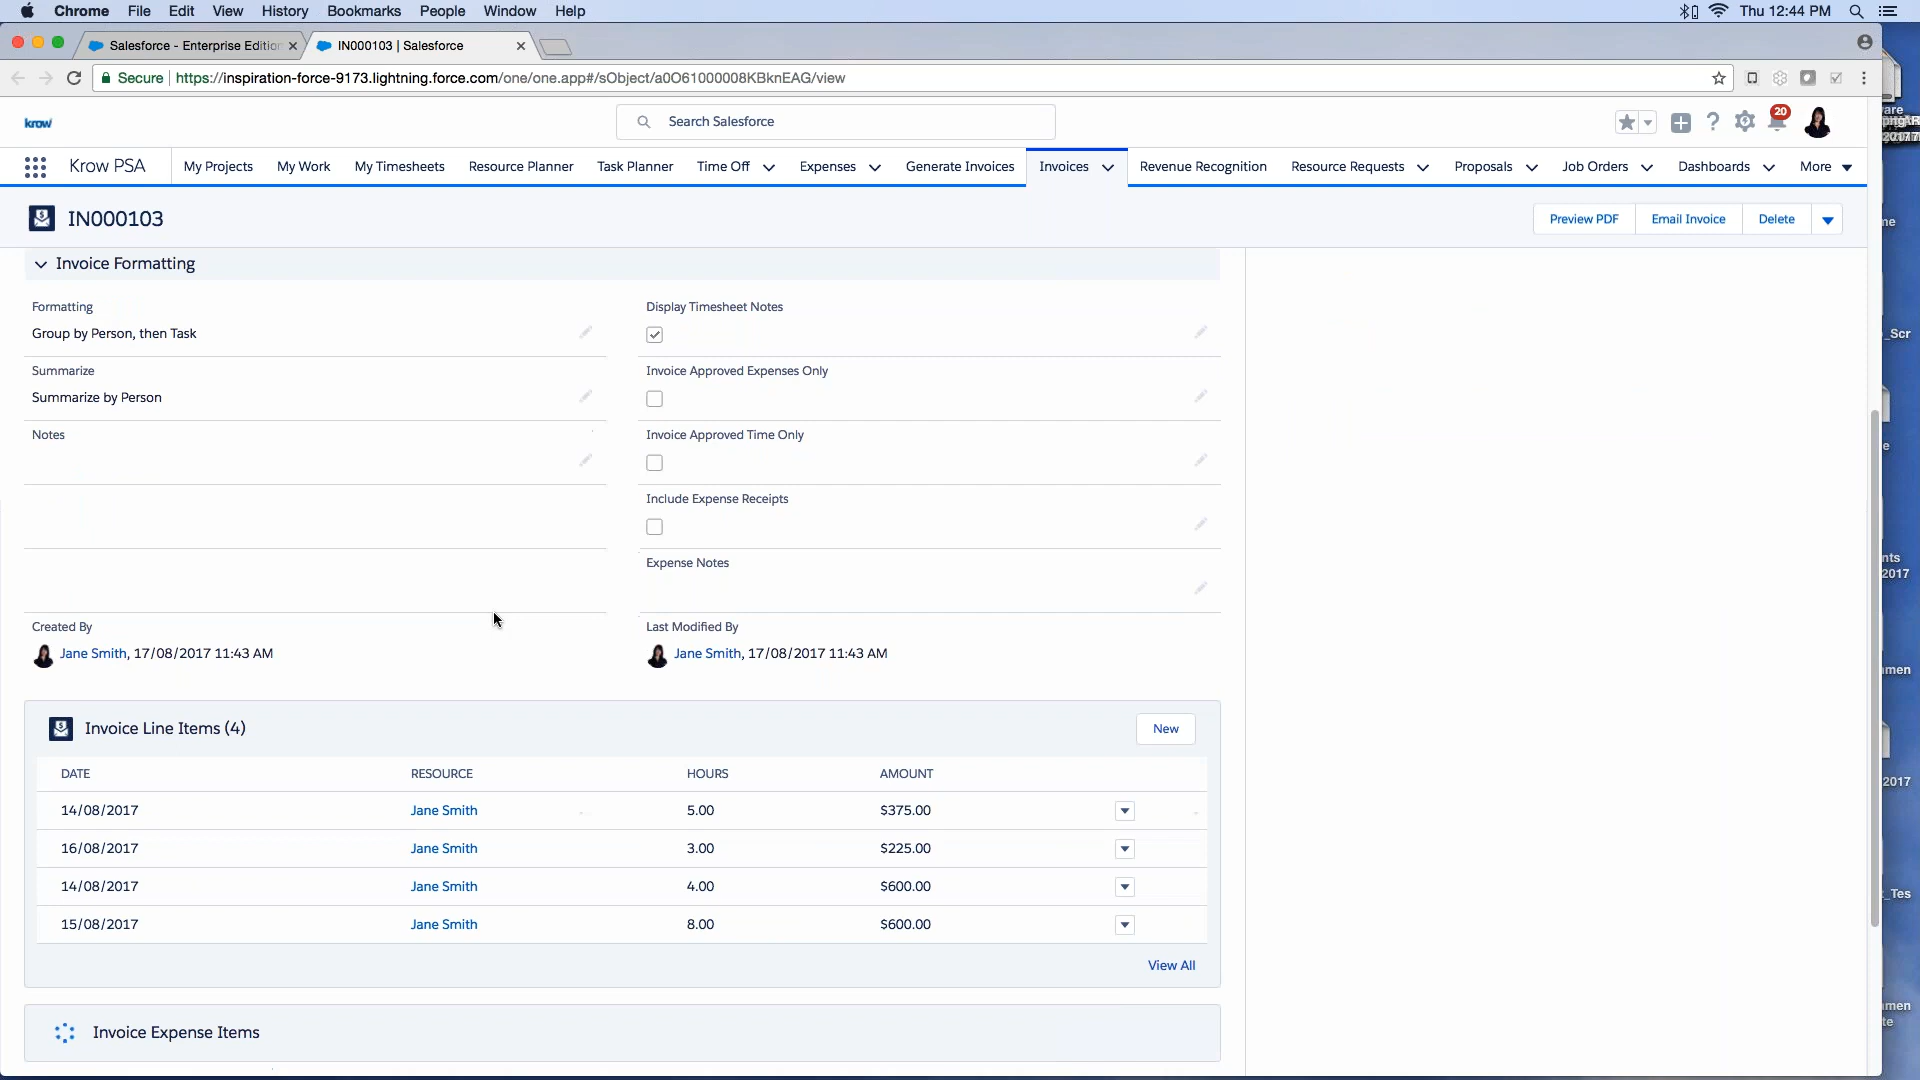 Chrome File Edit View History Bookmarks People Window Help Thu 12:44 PM
Salesforce - Enterprise Edition IN000103 | Salesforce
Secure https://inspiration-force-9173.lightning.force.com/one/one.app#/sObject/a0O61000008KBknEAG/view
krow Search Salesforce 20
Krow PSA My Projects My Work My Timesheets Resource Planner Task Planner Time Off Expenses Generate Invoices Invoices Revenue Recognition Resource Requests Proposals Job Orders Dashboards More
IN000103 Preview PDF Email Invoice Delete
Invoice Formatting
Formatting Display Timesheet Notes
Group by Person, then Task
Summarize Invoice Approved Expenses Only
Summarize by Person
Notes Invoice Approved Time Only
Include Expense Receipts
Expense Notes
Created By Last Modified By
Jane Smith, 17/08/2017 11:43 AM Jane Smith, 17/08/2017 11:43 AM
Invoice Line Items (4) New
DATE RESOURCE HOURS AMOUNT
14/08/2017 Jane Smith 5.00 $375.00
16/08/2017 Jane Smith 3.00 $225.00
14/08/2017 Jane Smith 4.00 $600.00
15/08/2017 Jane Smith 8.00 $600.00
View All
Invoice Expense Items